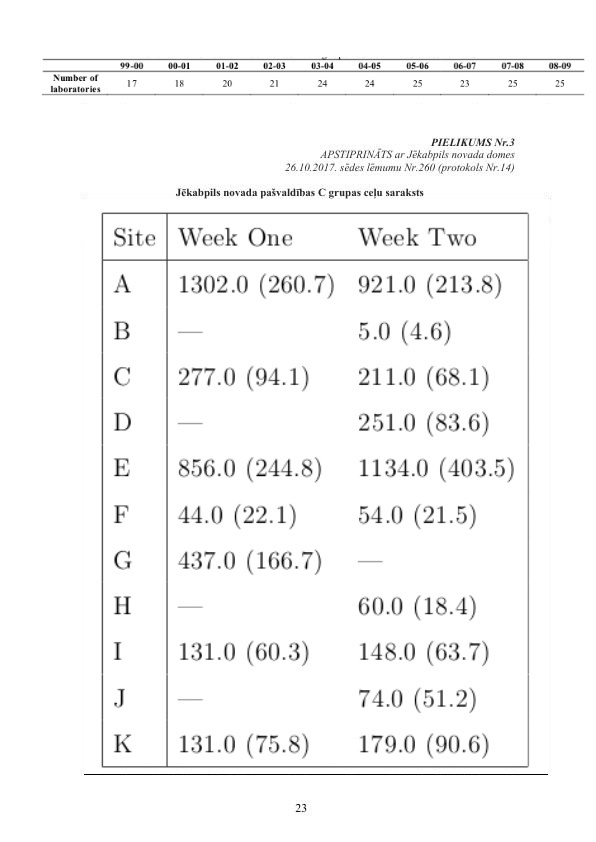 99-00 00-01 01-02 02-03 03-04 04-05 05-06 06-07 07-08 08-09
Number of laboratories 17 18 20 21 24 24 25 23 25 25
PIELIKUMS Nr.3
APSTIPRINĀTS ar Jēkabpils novada domes
26.10.2017. sēdes lēmumu Nr.260 (protokols Nr.14)
Jēkabpils novada pašvaldības C grupas ceļu saraksts
Site Week One Week Two
A 1302.0 (260.7) 921.0 (213.8)
B — 5.0 (4.6)
C 277.0 (94.1) 211.0 (68.1)
D — 251.0 (83.6)
E 856.0 (244.8) 1134.0 (403.5)
F 44.0 (22.1) 54.0 (21.5)
G 437.0 (166.7) —
H — 60.0 (18.4)
I 131.0 (60.3) 148.0 (63.7)
J — 74.0 (51.2)
K 131.0 (75.8) 179.0 (90.6)
23